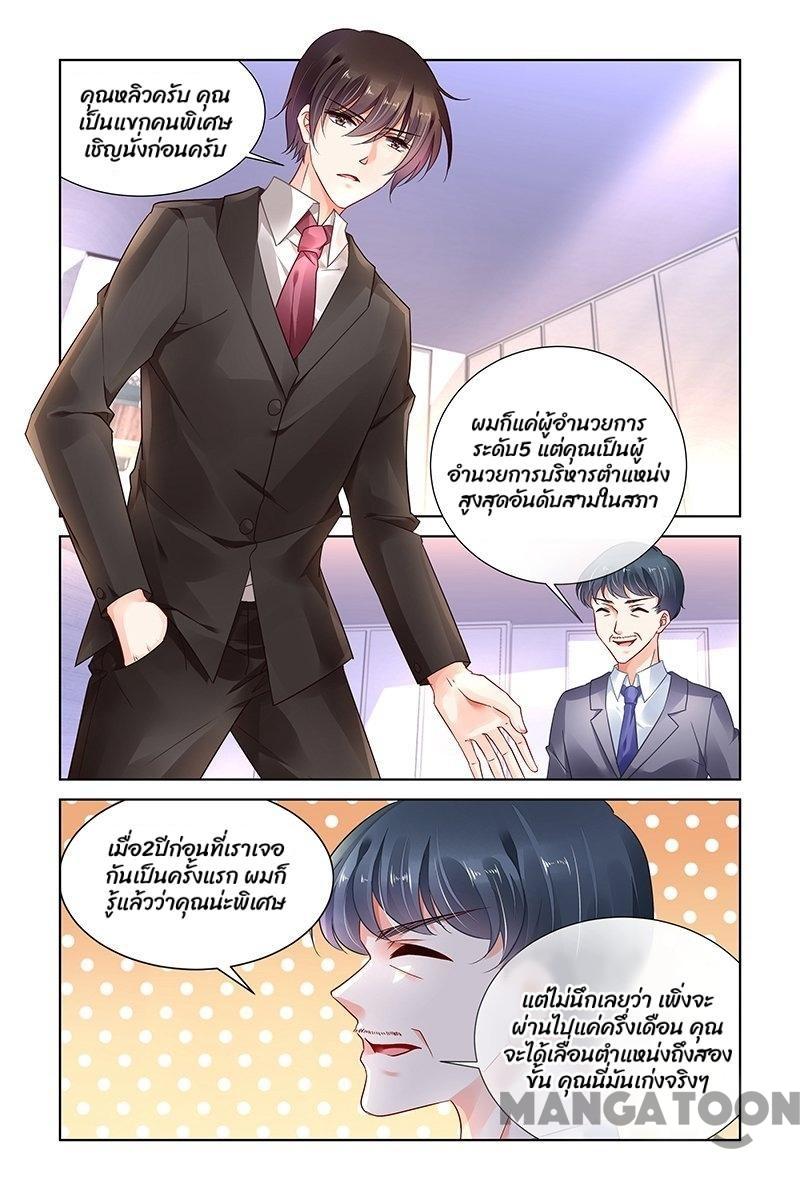 คุณหลิวครับ คุณ
เป็นแขกคนพิเศษ
เชิญนั่งก่อนครับ
ผมก็แค่ผู้อำนวยการ
ระดับ5 แต่คุณเป็นผู้
อำนวยการบริหารตำแหน่ง
สูงสุดอันดับสามในสภา
เมื่อ2ปีก่อนที่เราเจอ
กันเป็นครั้งแรก ผมก็
รู้แล้วว่าคุณน่ะพิเศษ
แต่ไม่นึกเลยว่า เพิ่งจะ
ผ่านไปแค่ครึ่งเดือน คุณ
จะได้เลื่อนตำแหน่งถึงสอง
ขั้น คุณนี่มันเก่งจริงๆ
MANGATOON